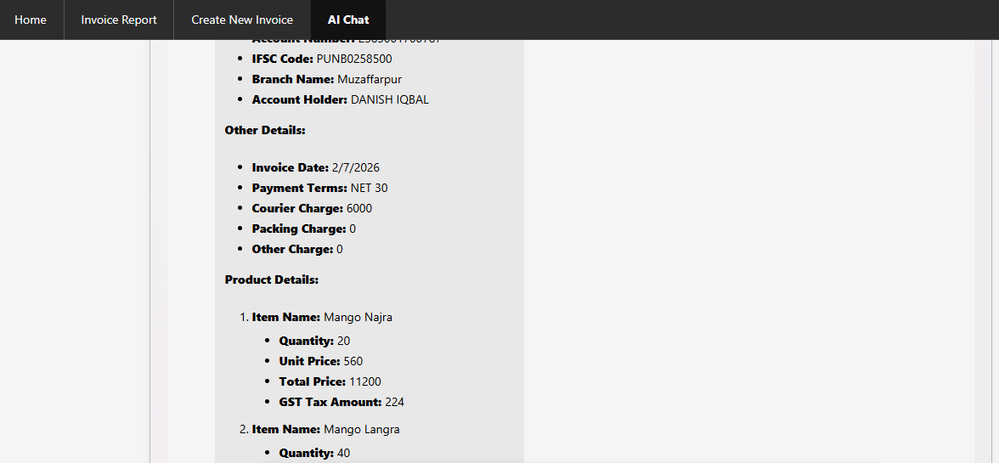 Home
Invoice Report
Create New Invoice
AI Chat
IFSC Code: PUNB0258500
Branch Name: Muzaffarpur
Account Holder: DANISH IQBAL
Other Details:
Invoice Date: 2/7/2026
Payment Terms: NET 30
Courier Charge: 6000
Packing Charge: 0
Other Charge: 0
Product Details:
1. Item Name: Mango Najra
Quantity: 20
Unit Price: 560
Total Price: 11200
GST Tax Amount: 224
2. Item Name: Mango Langra
Quantity: 40